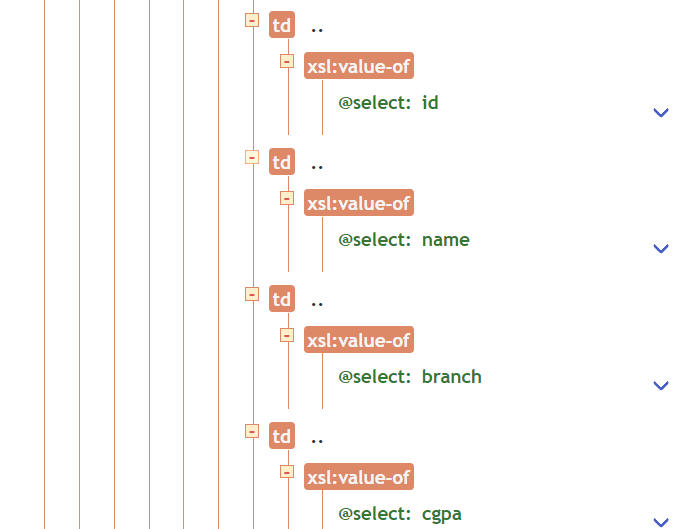 td ..
xsl:value-of
@select: id
td ..
xsl:value-of
@select: name
td ..
xsl:value-of
@select: branch
td ..
xsl:value-of
@select: cgpa